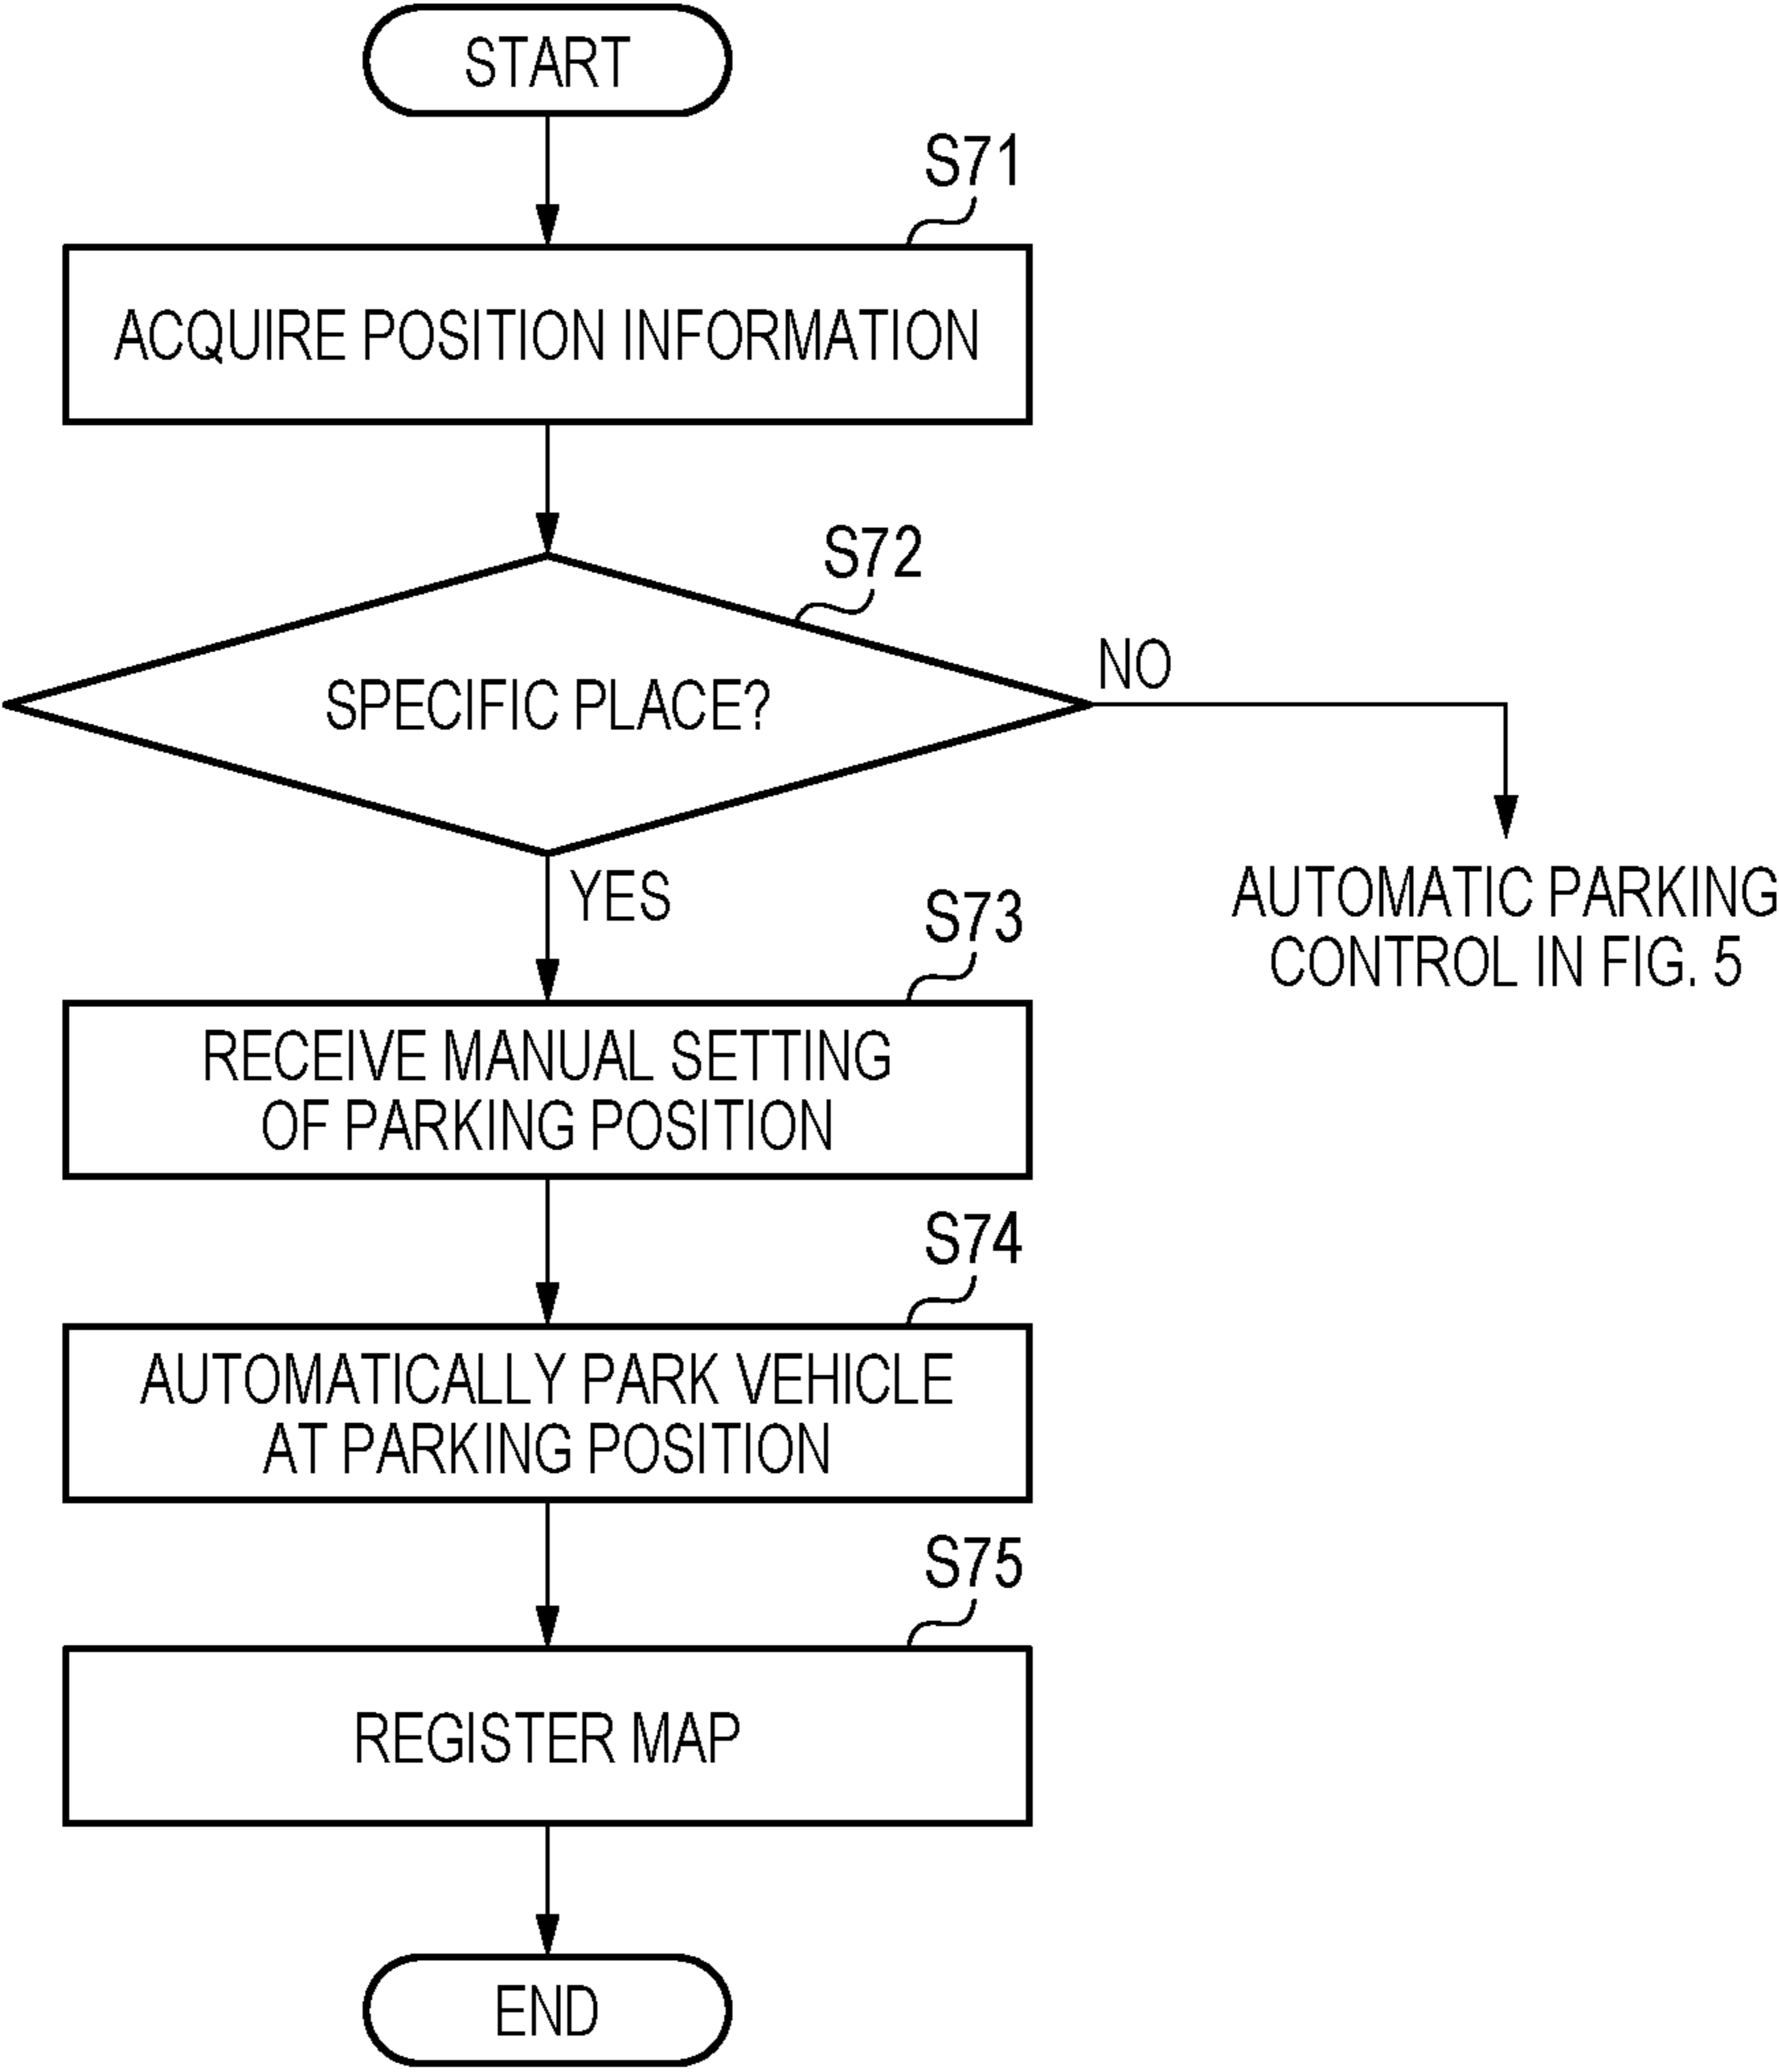 START
S71
ACQUIRE POSITION INFORMATION
S72
SPECIFIC PLACE?
NO
YES
AUTOMATIC PARKING
CONTROL IN FIG. 5
S73
RECEIVE MANUAL SETTING
OF PARKING POSITION
S74
AUTOMATICALLY PARK VEHICLE
AT PARKING POSITION
S75
REGISTER MAP
END